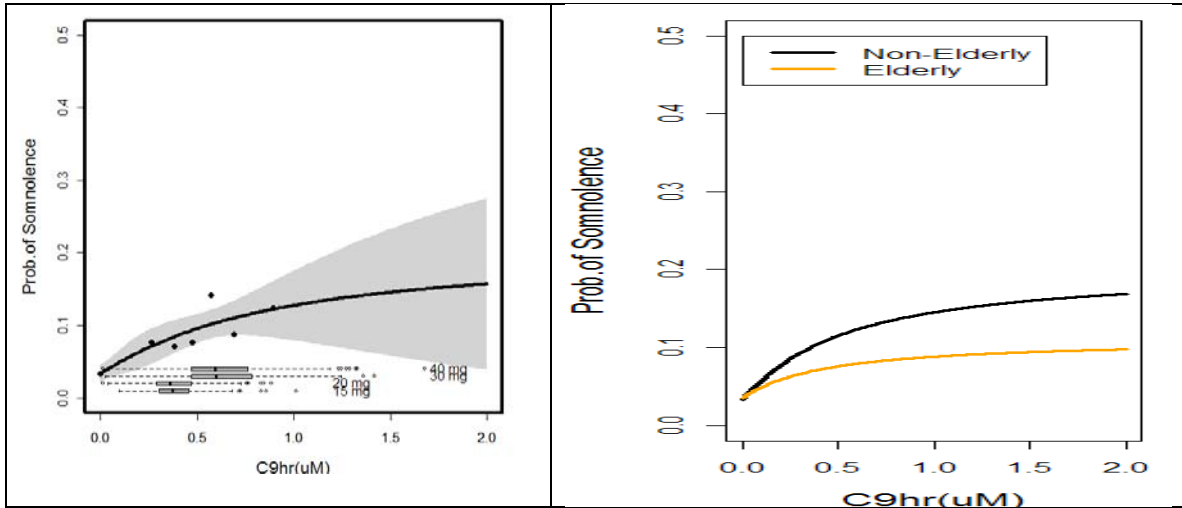 Prob.of Somnolence
0.5
0.4
0.3
0.2
0.1
0.0
40 mg
30 mg
20 mg
15 mg
0.0 0.5 1.0 1.5 2.0
C9hr(uM)
Prob.of Somnolence
0.5
0.4
0.3
0.2
0.1
0.0
Non-Elderly
Elderly
0.0 0.5 1.0 1.5 2.0
C9hr(uM)